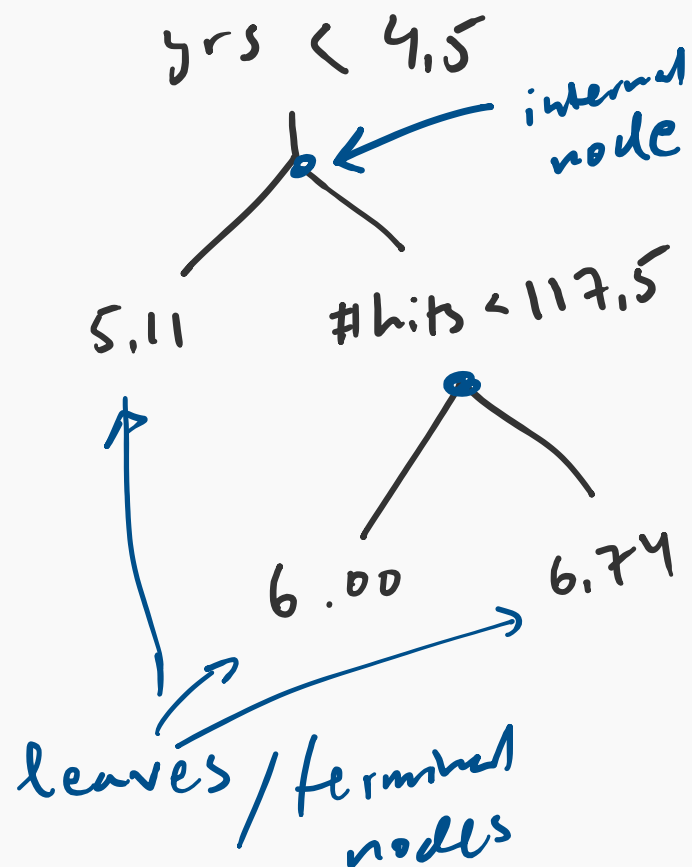 yrs < 4,5
internal
node
5,11
#hits < 117,5
6.00
6,74
leaves / terminal
nodes